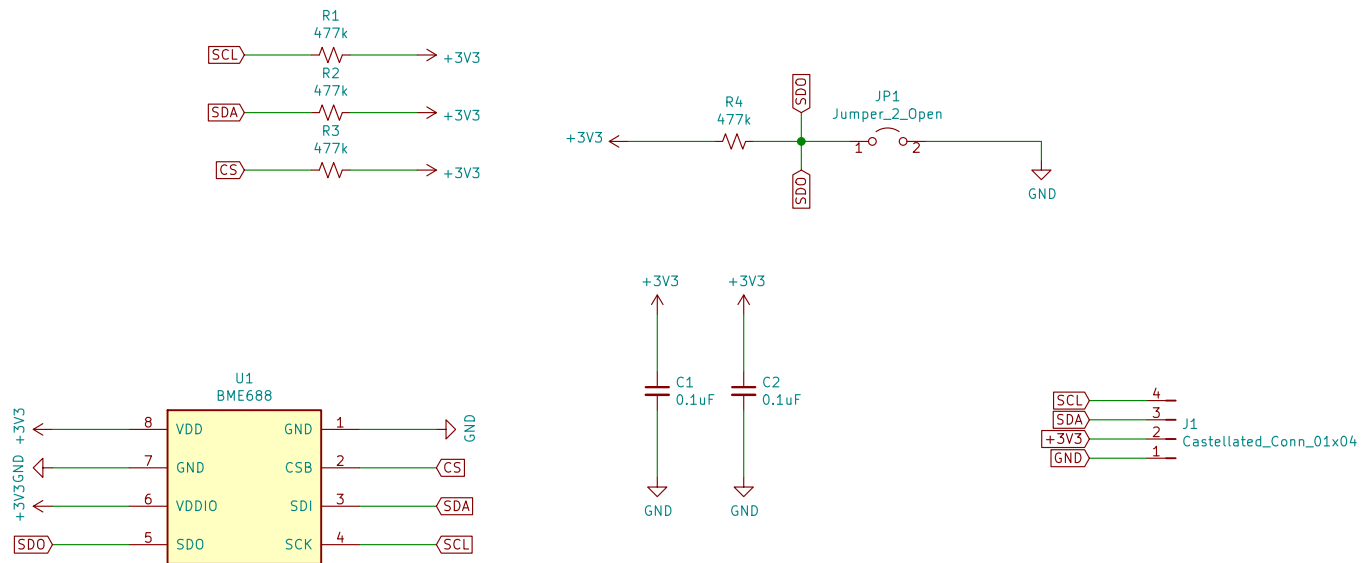 R1
477k
SCL
+3V3
R2
477k
SDA
+3V3
R3
477k
CS
+3V3
SDO
JP1
Jumper_2_Open
R4
477k
+3V3
1
2
SDO
GND
+3V3
+3V3
C1
0.1uF
C2
0.1uF
GND
GND
U1
BME688
+3V3
8
VDD
GND
1
GND
GND
7
GND
CSB
2
CS
+3V3
6
VDDIO
SDI
3
SDA
SDO
5
SDO
SCK
4
SCL
SCL
4
SDA
3
J1
+3V3
2
Castellated_Conn_01x04
GND
1